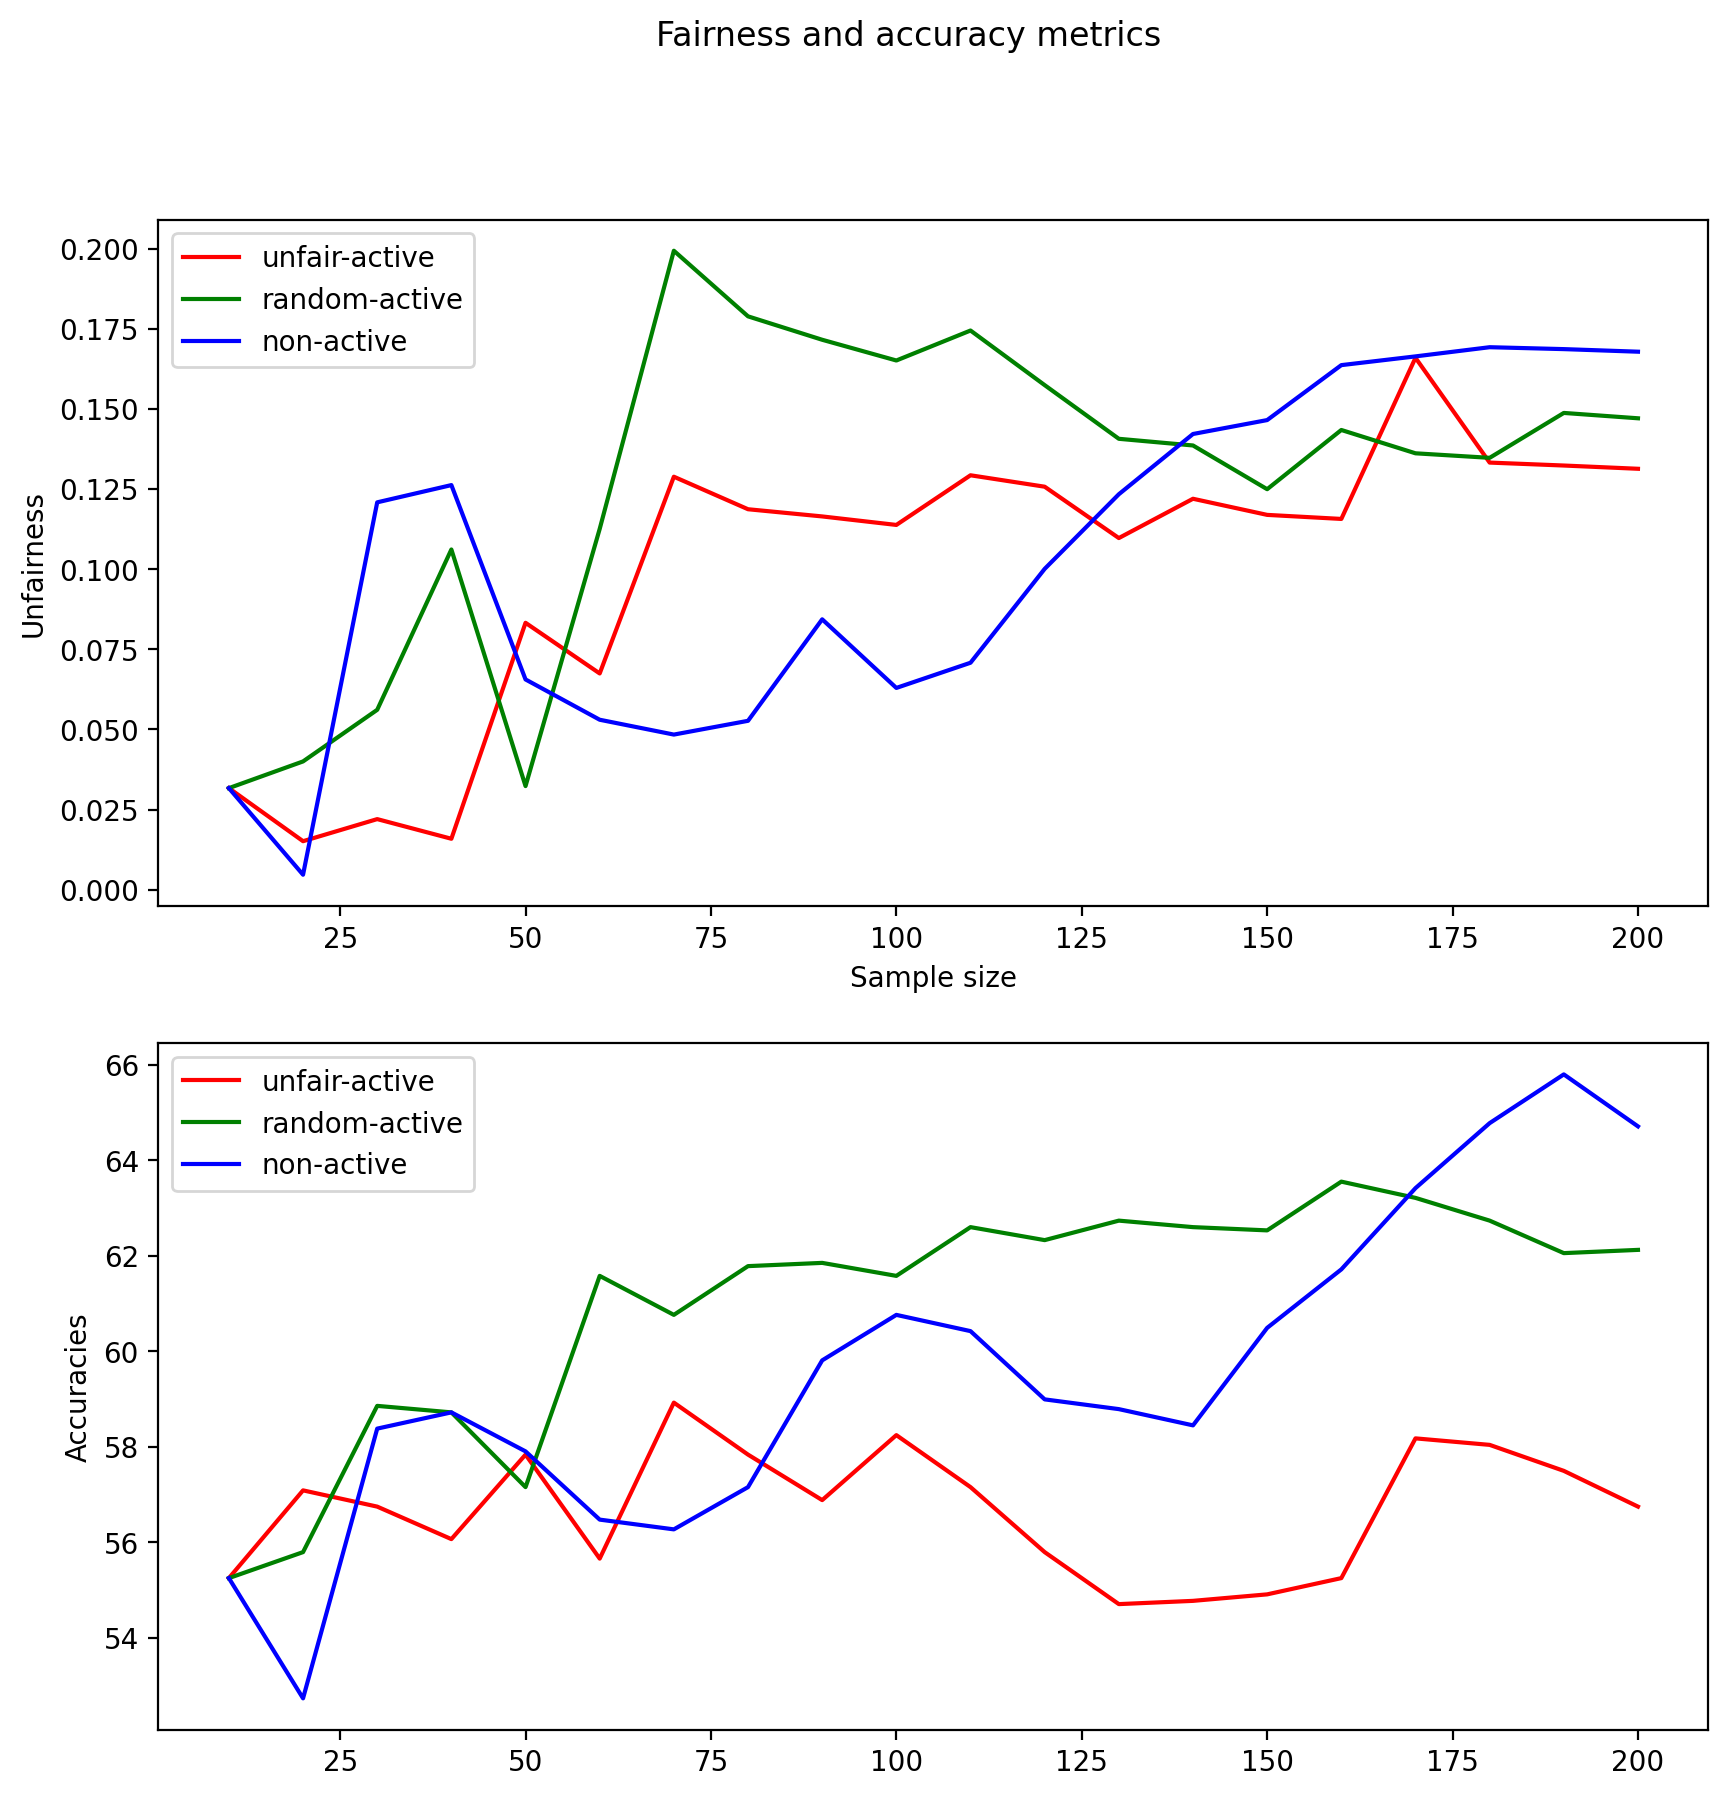 Fairness and accuracy metrics
unfair-active
random-active
non-active
0.200
0.175
0.150
0.125
0.100
0.075
0.050
0.025
0.000
Unfairness
25 50 75 100 125 150 175 200
Sample size
unfair-active
random-active
non-active
66
64
62
60
58
56
54
Accuracies
25 50 75 100 125 150 175 200